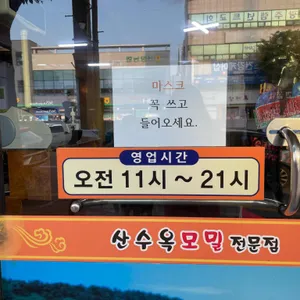 마스크
꼭 쓰고
들어오세요.
영업시간
오전 11시 ~ 21시
산수옥모밀 전문점